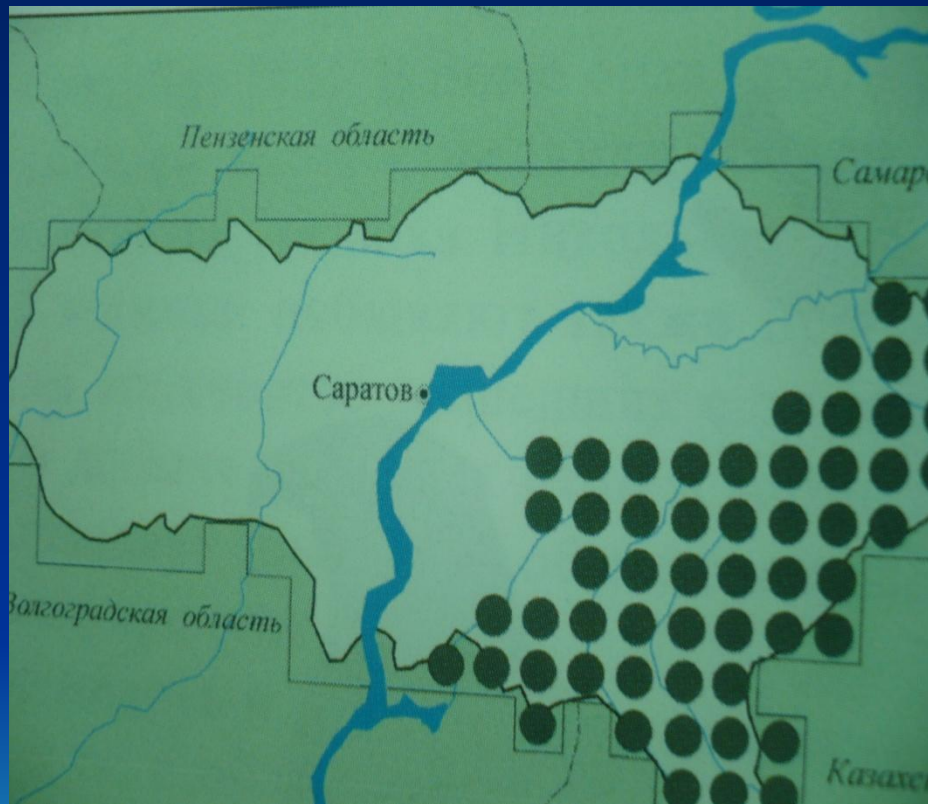 Пензенская область
Самар
Саратов
Волгоградская область
Казахс